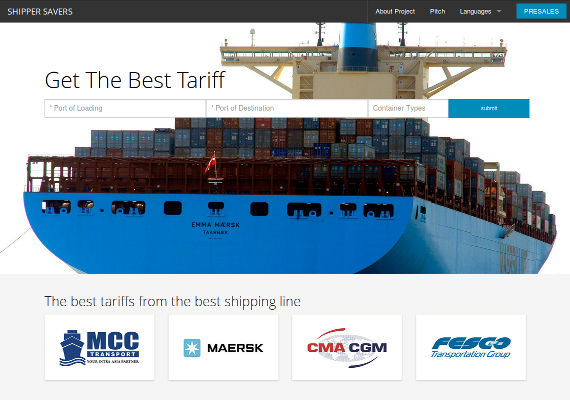 SHIPPER SAVERS
About Project
Pitch
Languages
PRESALES
Get The Best Tariff
* Port of Loading
* Port of Destination
Container Types
submit
EMMA MÆRSK
TAARBÆK
The best tariffs from the best shipping line
MCC
TRANSPORT
YOUR INTRA ASIA PARTNER
MAERSK
CMA CGM
FESCO
Transportation Group